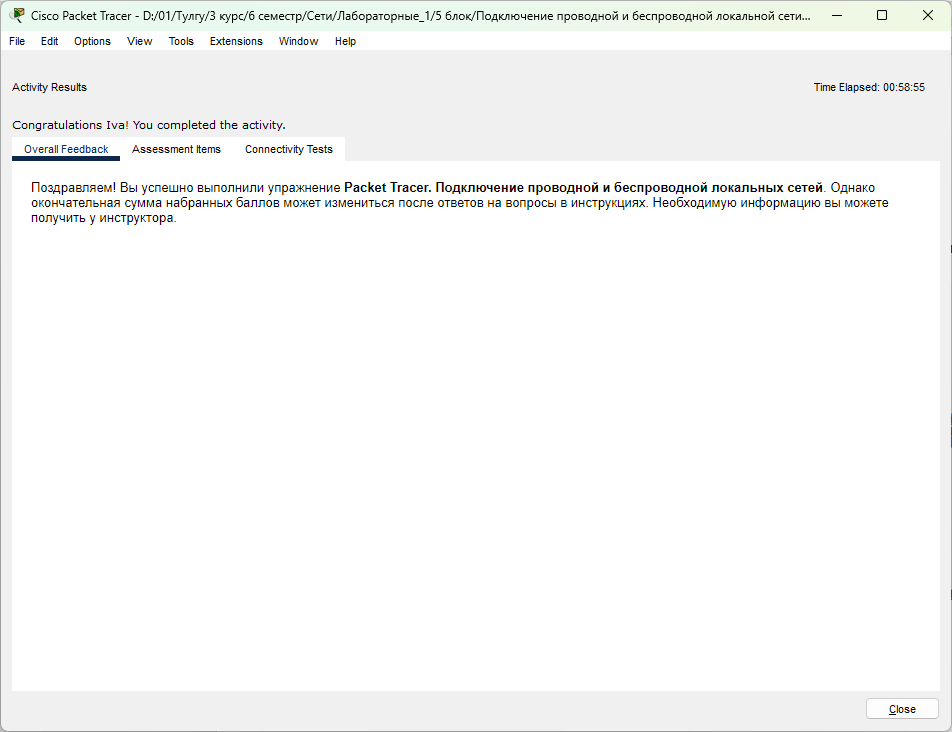 Cisco Packet Tracer - D:/01/Тулгу/3 курс/6 семестр/Сети/Лабораторные_1/5 блок/Подключение проводной и беспроводной локальной сети...
File Edit Options View Tools Extensions Window Help
Activity Results Time Elapsed: 00:58:55
Congratulations Iva! You completed the activity.
Overall Feedback Assessment Items Connectivity Tests
Поздравляем! Вы успешно выполнили упражнение Packet Tracer. Подключение проводной и беспроводной локальных сетей. Однако
окончательная сумма набранных баллов может измениться после ответов на вопросы в инструкциях. Необходимую информацию вы можете
получить у инструктора.
Close